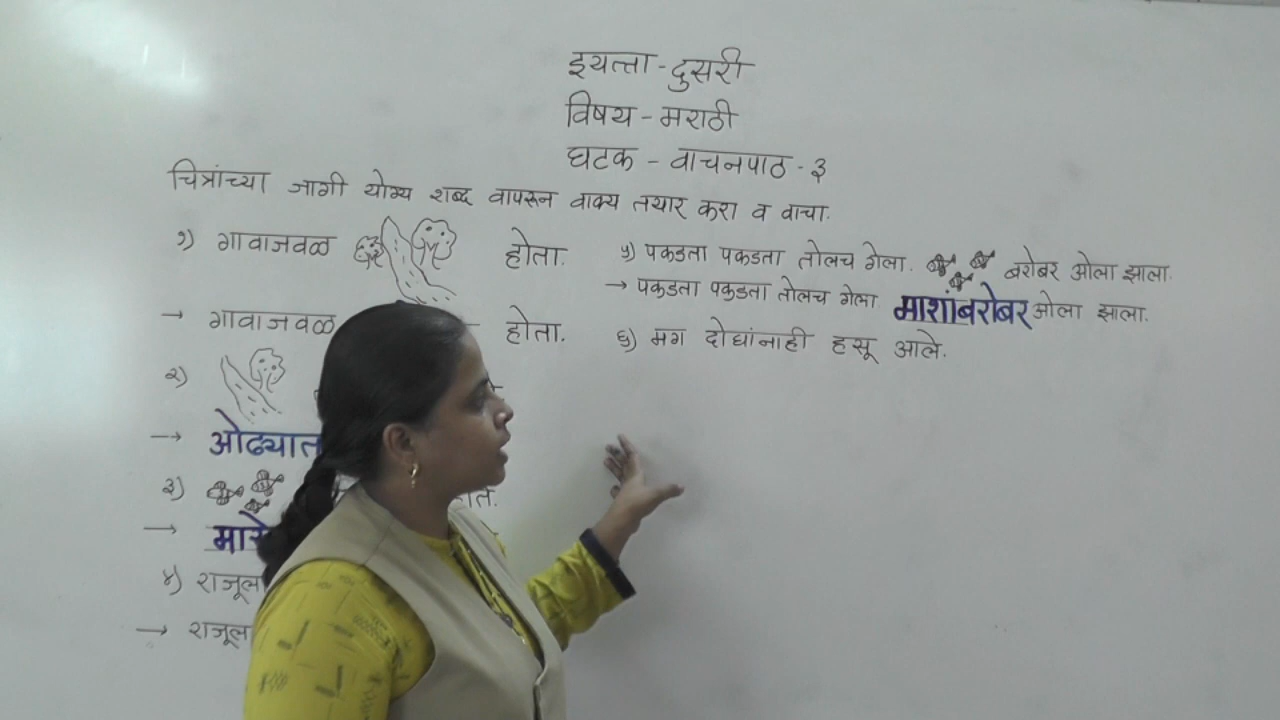 इयत्ता - दुसरी
विषय - मराठी
घटक - वाचनपाठ - ३
चित्रांच्या जागी योग्य शब्द वापरून वाक्य तयार करा व वाचा.
१) गावाजवळ होता.
→ गावाजवळ होता.
२)
→ ओढ्यात
३)
→ मासे
४) राजूला
→ राजूला
५) पकडता पकडता तोलच गेला. बरोबर ओला झाला.
→ पकडता पकडता तोलच गेला माशांबरोबर ओला झाला.
६) मग दोघांनाही हसू आले.